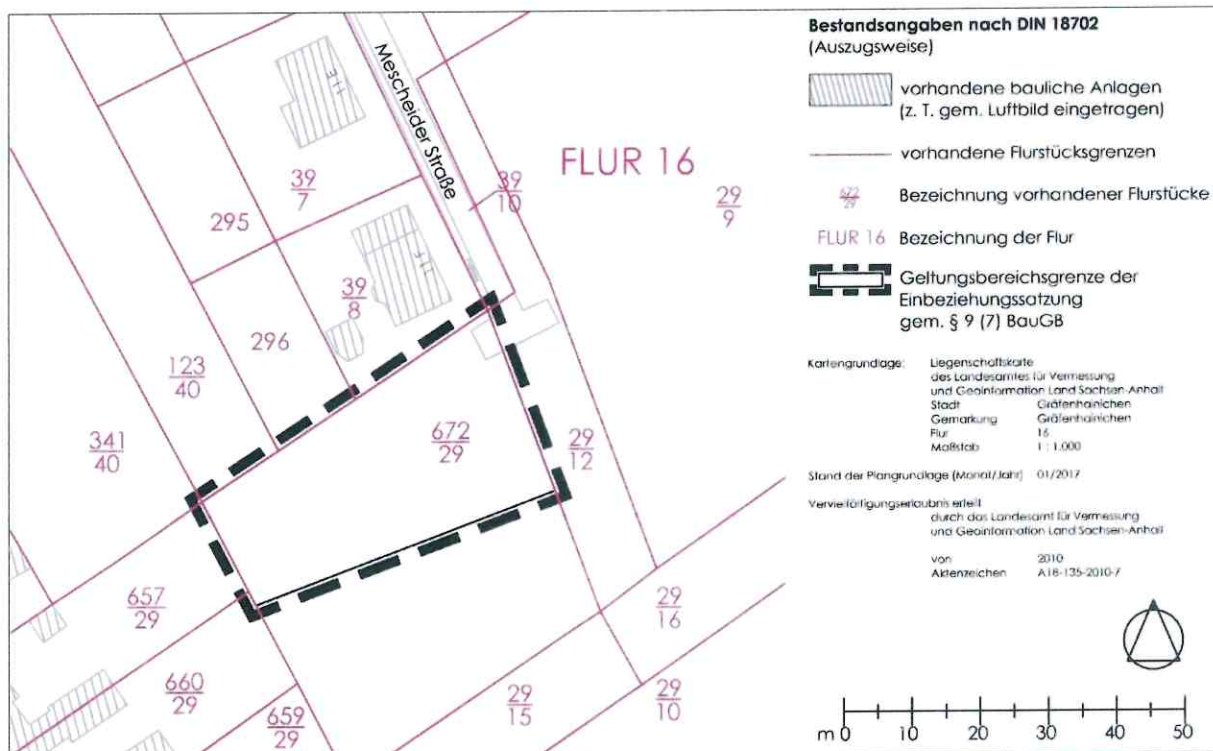 Bestandsangaben nach DIN 18702
(Auszugsweise)
vorhandene bauliche Anlagen
(z. T. gem. Luftbild eingetragen)
vorhandene Flurstücksgrenzen
672
29
Bezeichnung vorhandener Flurstücke
FLUR 16 Bezeichnung der Flur
Geltungsbereichsgrenze der
Einbeziehungssatzung
gem. § 9 (7) BauGB
Kartengrundlage: Liegenschaftskarte
des Landesamtes für Vermessung
und Geoinformation Land Sachsen-Anhalt
Stadt Gräfenhainichen
Gemarkung Gräfenhainichen
Flur 16
Maßstab 1 : 1.000
Stand der Plangrundlage (Monat/Jahr) 01/2017
Vervielfältigungserlaubnis erteilt
durch das Landesamt für Vermessung
und Geoinformation Land Sachsen-Anhalt
von 2010
Aktenzeichen A18-135-2010-7
m 0 10 20 30 40 50
Mescheider Straße
11E
FLUR 16
39
7
39
10
29
9
295
11F
39
8
296
123
40
341
40
672
29
29
12
657
29
29
16
660
29
659
29
29
15
29
10